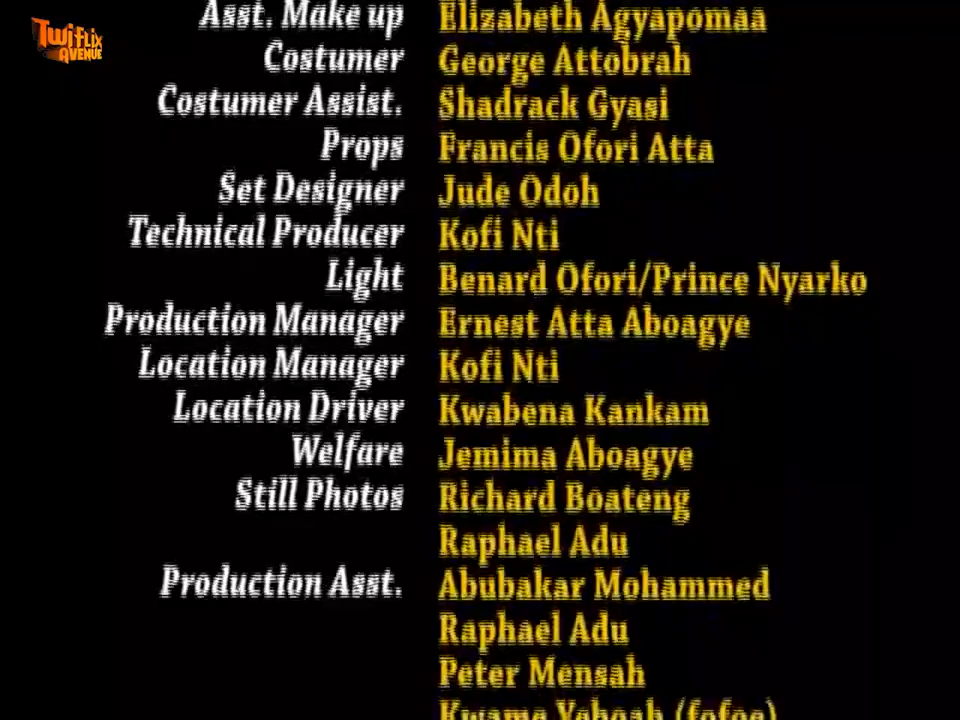 Twiflix
AVENUE
Asst. Make up Elizabeth Agyapomaa
Costumer George Attobrah
Costumer Assist. Shadrack Gyasi
Props Francis Ofori Atta
Set Designer Jude Odoh
Technical Producer Kofi Nti
Light Benard Ofori/Prince Nyarko
Production Manager Ernest Atta Aboagye
Location Manager Kofi Nti
Location Driver Kwabena Kankam
Welfare Jemima Aboagye
Still Photos Richard Boateng
Raphael Adu
Production Asst. Abubakar Mohammed
Raphael Adu
Peter Mensah
Kwame Yeboah (fofoe)